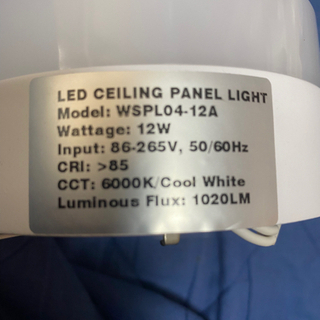 LED CEILING PANEL LIGHT
Model: WSPL04-12A
Wattage: 12W
Input: 86-265V, 50/60Hz
CRI: >85
CCT: 6000K/Cool White
Luminous Flux: 1020LM